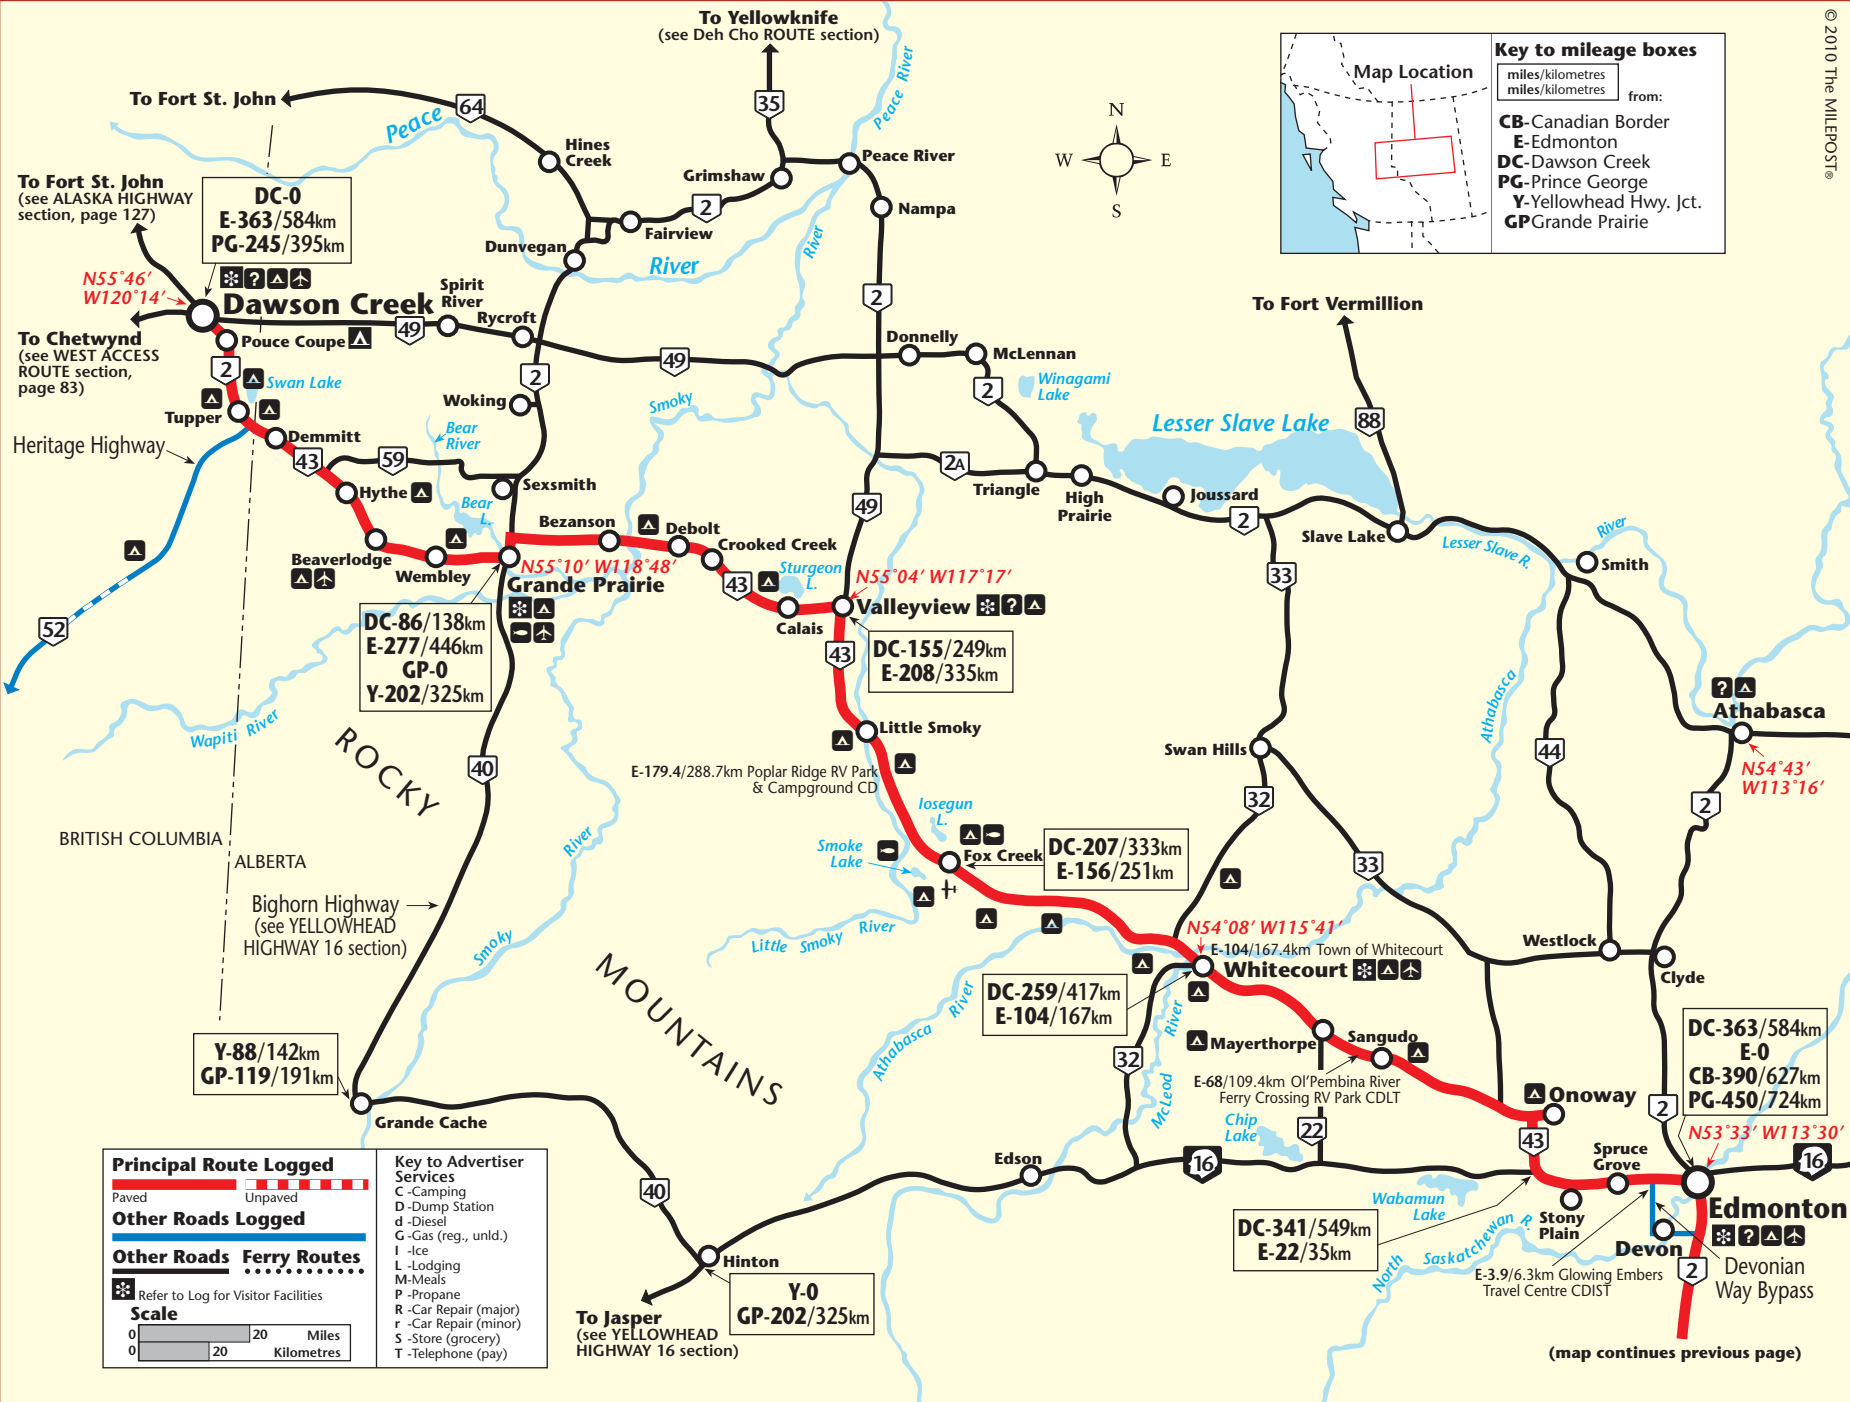 To Yellowknife
(see Deh Cho ROUTE section)
© 2010 The MILEPOST®
Key to mileage boxes
miles/kilometres
miles/kilometres
from:
CB-Canadian Border
E-Edmonton
DC-Dawson Creek
PG-Prince George
Y-Yellowhead Hwy. Jct.
GP Grande Prairie
Map Location
N
W
E
S
To Fort St. John
64
35
Peace
Peace River
Hines
Creek
Grimshaw
Peace River
Nampa
2
Fairview
Dunvegan
River
River
2
To Fort St. John
(see ALASKA HIGHWAY
section, page 127)
DC-0
E-363/584km
PG-245/395km
N55°46′
W120°14′
Dawson Creek
To Chetwynd
(see WEST ACCESS
ROUTE section,
page 83)
Pouce Coupe
49
Spirit
River
Rycroft
49
Donnelly
McLennan
2
Winagami
Lake
To Fort Vermillion
88
2
Swan Lake
Tupper
Heritage Highway
Demmitt
43
59
Woking
2
Bear
River
Smoky
Lesser Slave Lake
Hythe
Sexsmith
Bear
L.
2A
Triangle
High
Prairie
Joussard
2
49
Slave Lake
Lesser Slave R.
River
Smith
Beaverlodge
Wembley
Bezanson
Debolt
Crooked Creek
N55°10′ W118°48′
Grande Prairie
43
Sturgeon
L.
Calais
N55°04′ W117°17′
Valleyview
33
52
DC-86/138km
E-277/446km
GP-0
Y-202/325km
DC-155/249km
E-208/335km
43
Wapiti River
ROCKY
40
Little Smoky
E-179.4/288.7km Poplar Ridge RV Park
& Campground CD
Swan Hills
32
Athabasca
44
Athabasca
N54°43′
W113°16′
2
BRITISH COLUMBIA
ALBERTA
River
Iosegun
L.
Smoke
Lake
Fox Creek
DC-207/333km
E-156/251km
33
Bighorn Highway
(see YELLOWHEAD
HIGHWAY 16 section)
Smoky
Little Smoky River
MOUNTAINS
N54°08′ W115°41′
E-104/167.4km Town of Whitecourt
Whitecourt
DC-259/417km
E-104/167km
Westlock
Clyde
Athabasca
River
River
McLeod
32
Mayerthorpe
Sangudo
E-68/109.4km Ol'Pembina River
Ferry Crossing RV Park CDLT
Onoway
DC-363/584km
E-0
CB-390/627km
PG-450/724km
Y-88/142km
GP-119/191km
Grande Cache
Chip
Lake
22
43
2
N53°33′ W113°30′
Edson
16
Spruce
Grove
16
Principal Route Logged
Paved
Unpaved
Other Roads Logged
Other Roads
Ferry Routes
Refer to Log for Visitor Facilities
Scale
0
20
Miles
0
20
Kilometres
Key to Advertiser
Services
C -Camping
D -Dump Station
d -Diesel
G -Gas (reg., unld.)
I -Ice
L -Lodging
M-Meals
P -Propane
R -Car Repair (major)
r -Car Repair (minor)
S -Store (grocery)
T -Telephone (pay)
40
Hinton
Y-0
GP-202/325km
To Jasper
(see YELLOWHEAD
HIGHWAY 16 section)
Wabamun
Lake
DC-341/549km
E-22/35km
Stony
Plain
Edmonton
Devon
North
Saskatchewan
R.
E-3.9/6.3km Glowing Embers
Travel Centre CDIST
2
Devonian
Way Bypass
(map continues previous page)